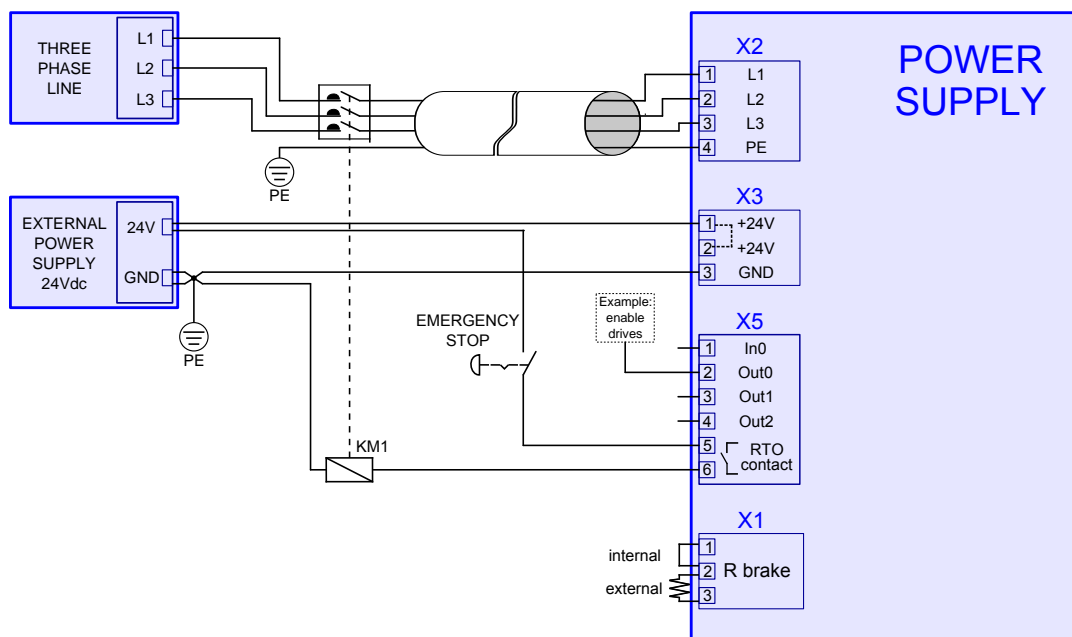 THREE
PHASE
LINE
L1
L2
L3
PE
EXTERNAL
POWER
SUPPLY
24Vdc
24V
GND
PE
EMERGENCY
STOP
KM1
Example:
enable
drives
POWER
SUPPLY
X2
1 L1
2 L2
3 L3
4 PE
X3
1 +24V
2 +24V
3 GND
X5
1 In0
2 Out0
3 Out1
4 Out2
5 RTO
6 contact
X1
internal
external
1
2 R brake
3